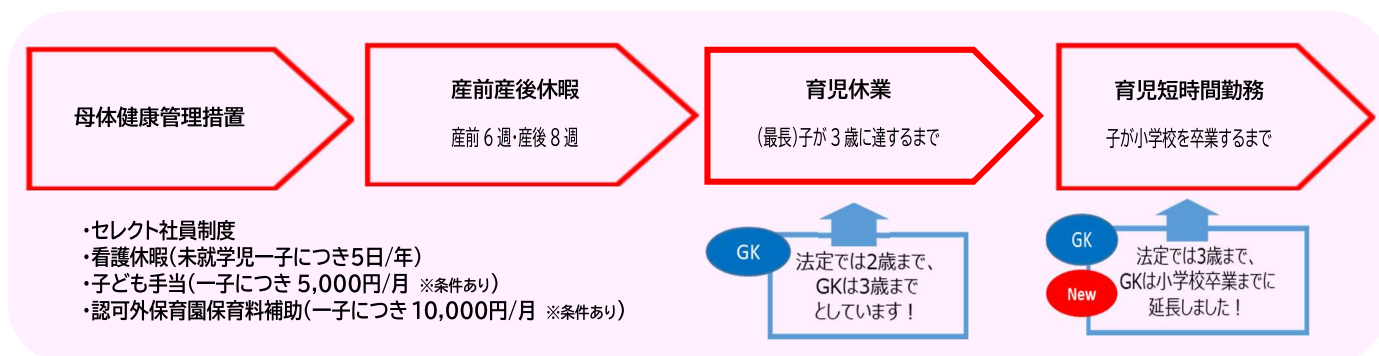 母体健康管理措置
産前産後休暇
産前6週・産後8週
育児休業
(最長)子が3歳に達するまで
育児短時間勤務
子が小学校を卒業するまで
・セレクト社員制度
・看護休暇(未就学児一子につき5日/年)
・子ども手当(一子につき 5,000円/月 ※条件あり)
・認可外保育園保育料補助(一子につき10,000円/月 ※条件あり)
GK
法定では2歳まで、
GKは3歳まで
としています!
GK
New
法定では3歳まで、
GKは小学校卒業までに
延長しました!